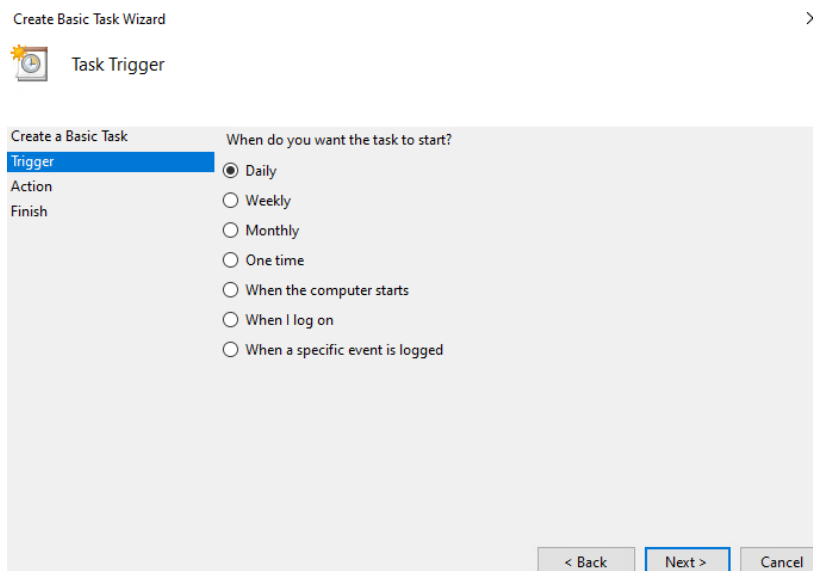 Create Basic Task Wizard
Task Trigger
Create a Basic Task
Trigger
Action
Finish
When do you want the task to start?
Daily
Weekly
Monthly
One time
When the computer starts
When I log on
When a specific event is logged
< Back
Next >
Cancel